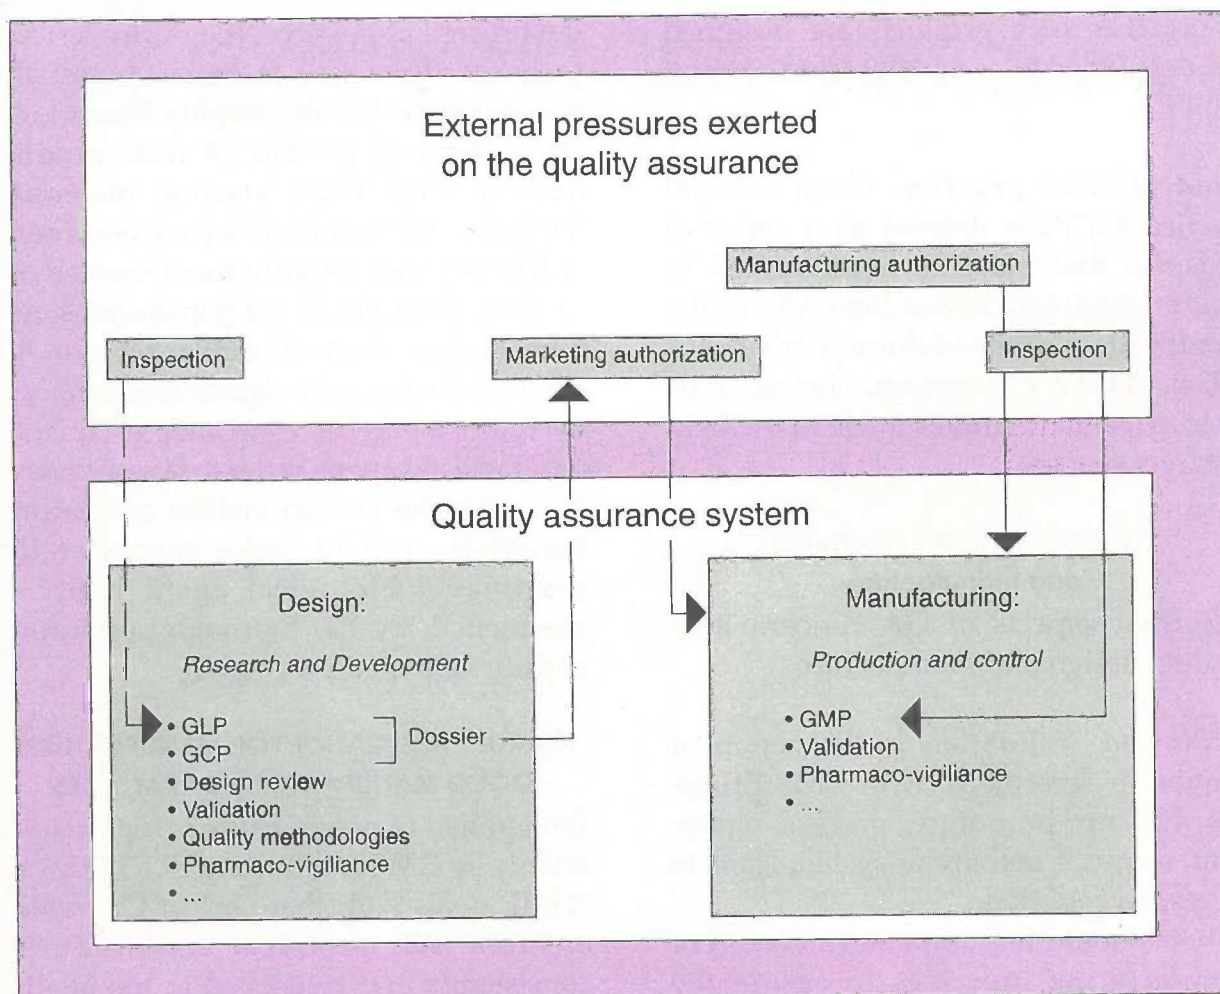 External pressures exerted
on the quality assurance
Manufacturing authorization
Inspection
Marketing authorization
Inspection
Quality assurance system
Design:
Research and Development
• GLP
• GCP
• Design review
• Validation
• Quality methodologies
• Pharmaco-vigiliance
• ...
Dossier
Manufacturing:
Production and control
• GMP
• Validation
• Pharmaco-vigiliance
• ...